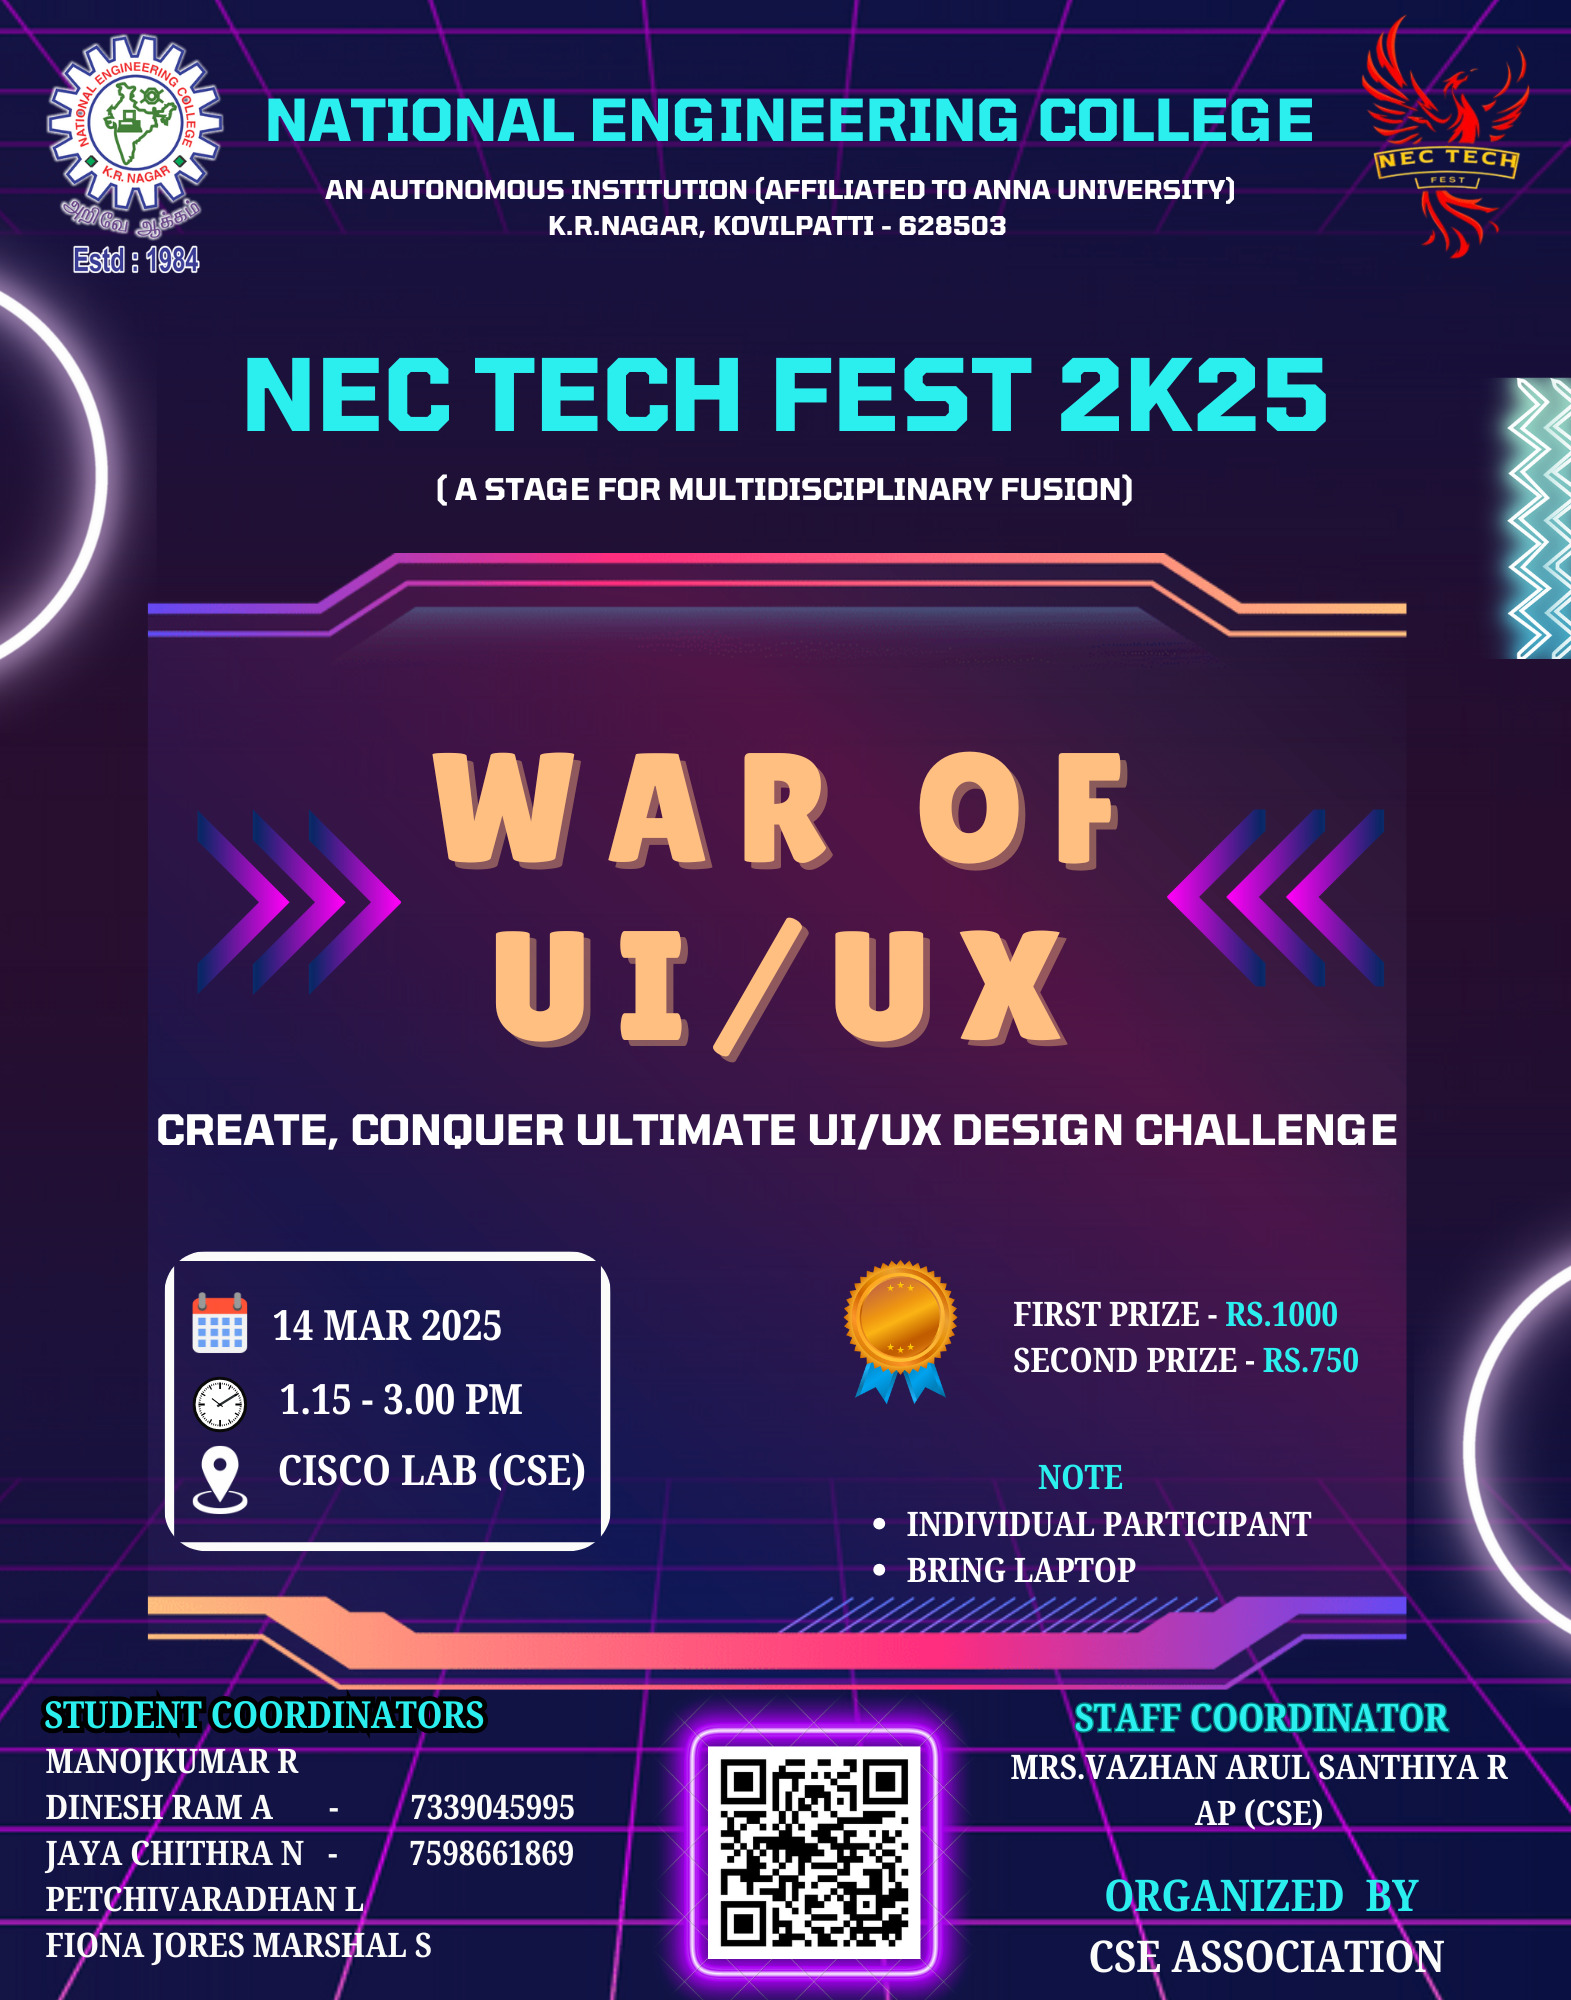 NATIONAL ENGINEERING COLLEGE
K.R. NAGAR
அறிவே ஆக்கம்
Estd : 1984
NATIONAL ENGINEERING COLLEGE
AN AUTONOMOUS INSTITUTION (AFFILIATED TO ANNA UNIVERSITY)
K.R.NAGAR, KOVILPATTI - 628503
NEC TECH
FEST
NEC TECH FEST 2K25
( A STAGE FOR MULTIDISCIPLINARY FUSION)
WAR OF
UI/UX
CREATE, CONQUER ULTIMATE UI/UX DESIGN CHALLENGE
14 MAR 2025
1.15 - 3.00 PM
CISCO LAB (CSE)
FIRST PRIZE - RS.1000
SECOND PRIZE - RS.750
NOTE
• INDIVIDUAL PARTICIPANT
• BRING LAPTOP
STUDENT COORDINATORS
MANOJKUMAR R
DINESH RAM A - 7339045995
JAYA CHITHRA N - 7598661869
PETCHIVARADHAN L
FIONA JORES MARSHAL S
STAFF COORDINATOR
MRS.VAZHAN ARUL SANTHIYA R
AP (CSE)
ORGANIZED BY
CSE ASSOCIATION